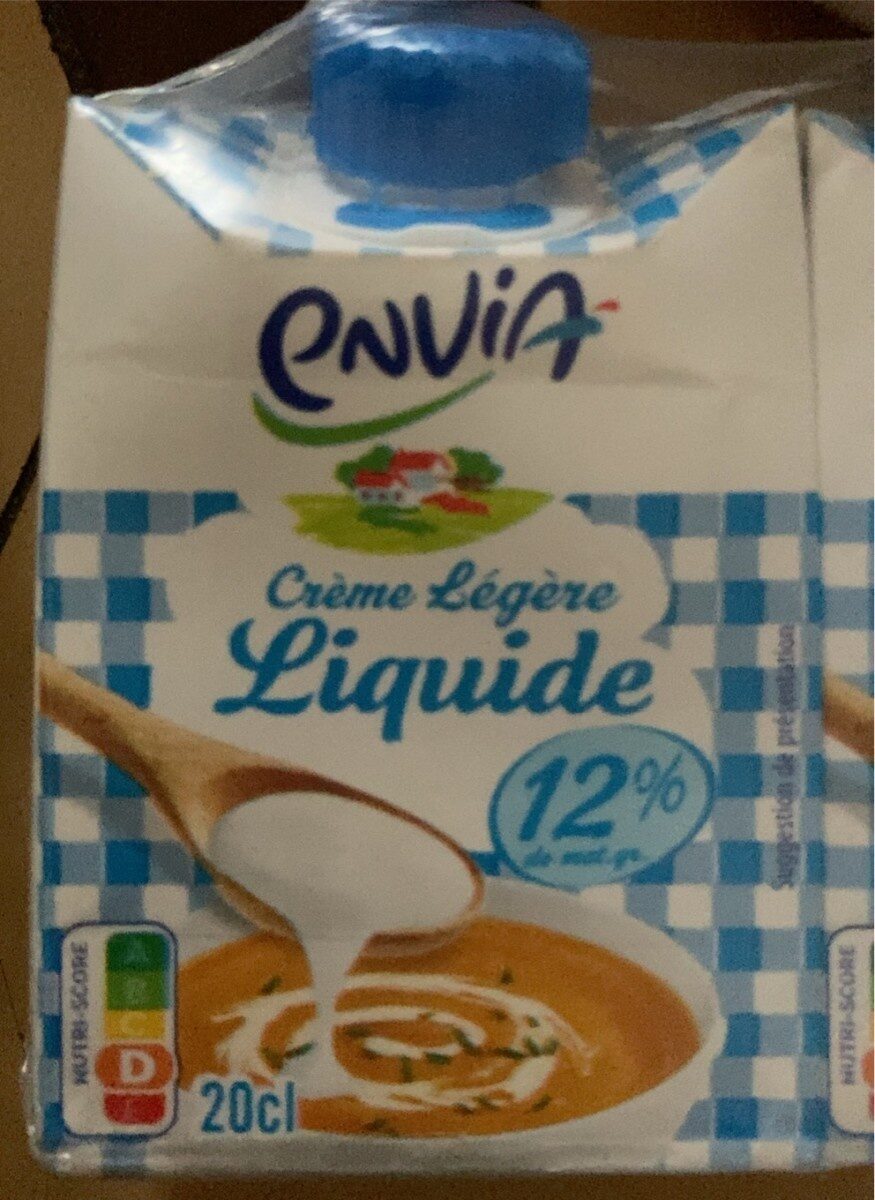 envia
Crème Légère
Liquide
12%
de mat.gr.
Suggestion de présentation
NUTRI-SCORE
A
B
C
D
E
20cl
NUTRI-SCORE